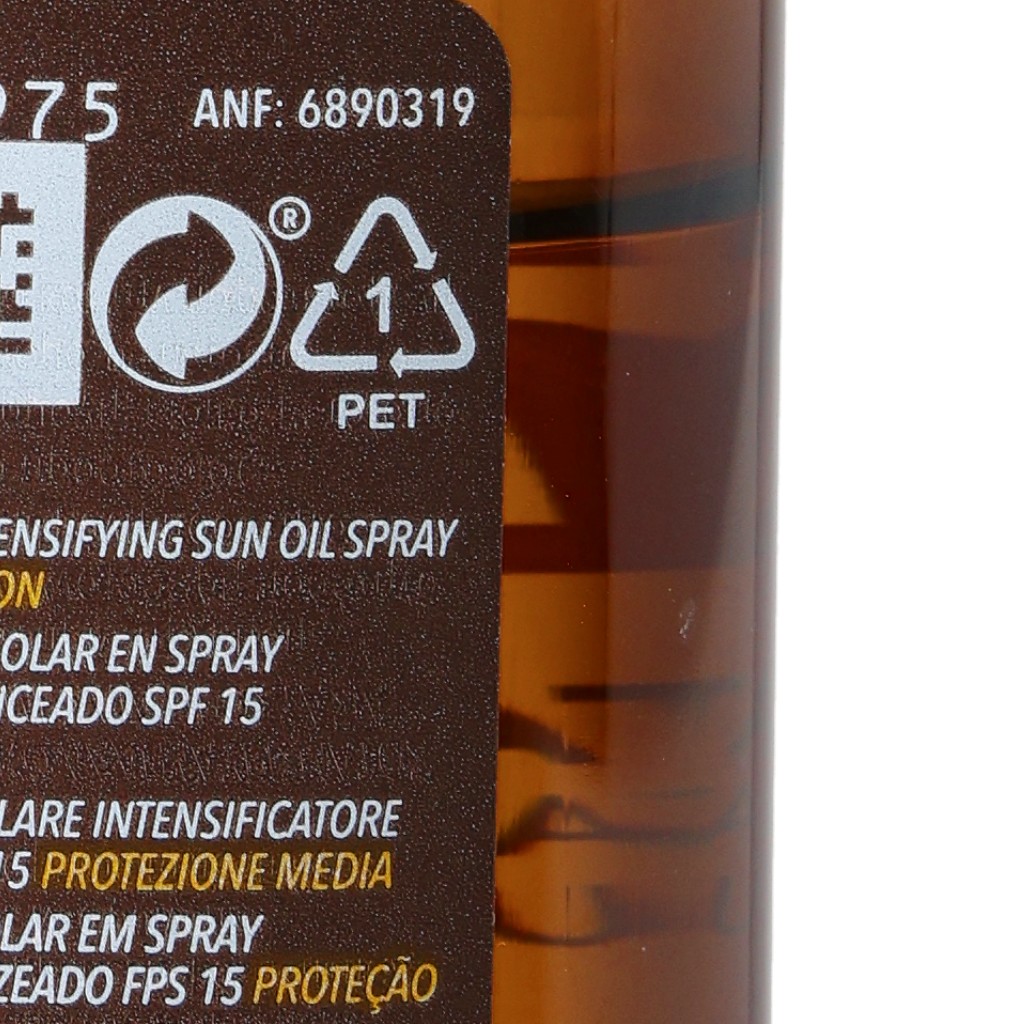 975 ANF: 6890319
®
1
PET
ENSIFYING SUN OIL SPRAY
ON
OLAR EN SPRAY
ICEADO SPF 15
LARE INTENSIFICATORE
15 PROTEZIONE MEDIA
LAR EM SPRAY
ZEADO FPS 15 PROTEÇÃO